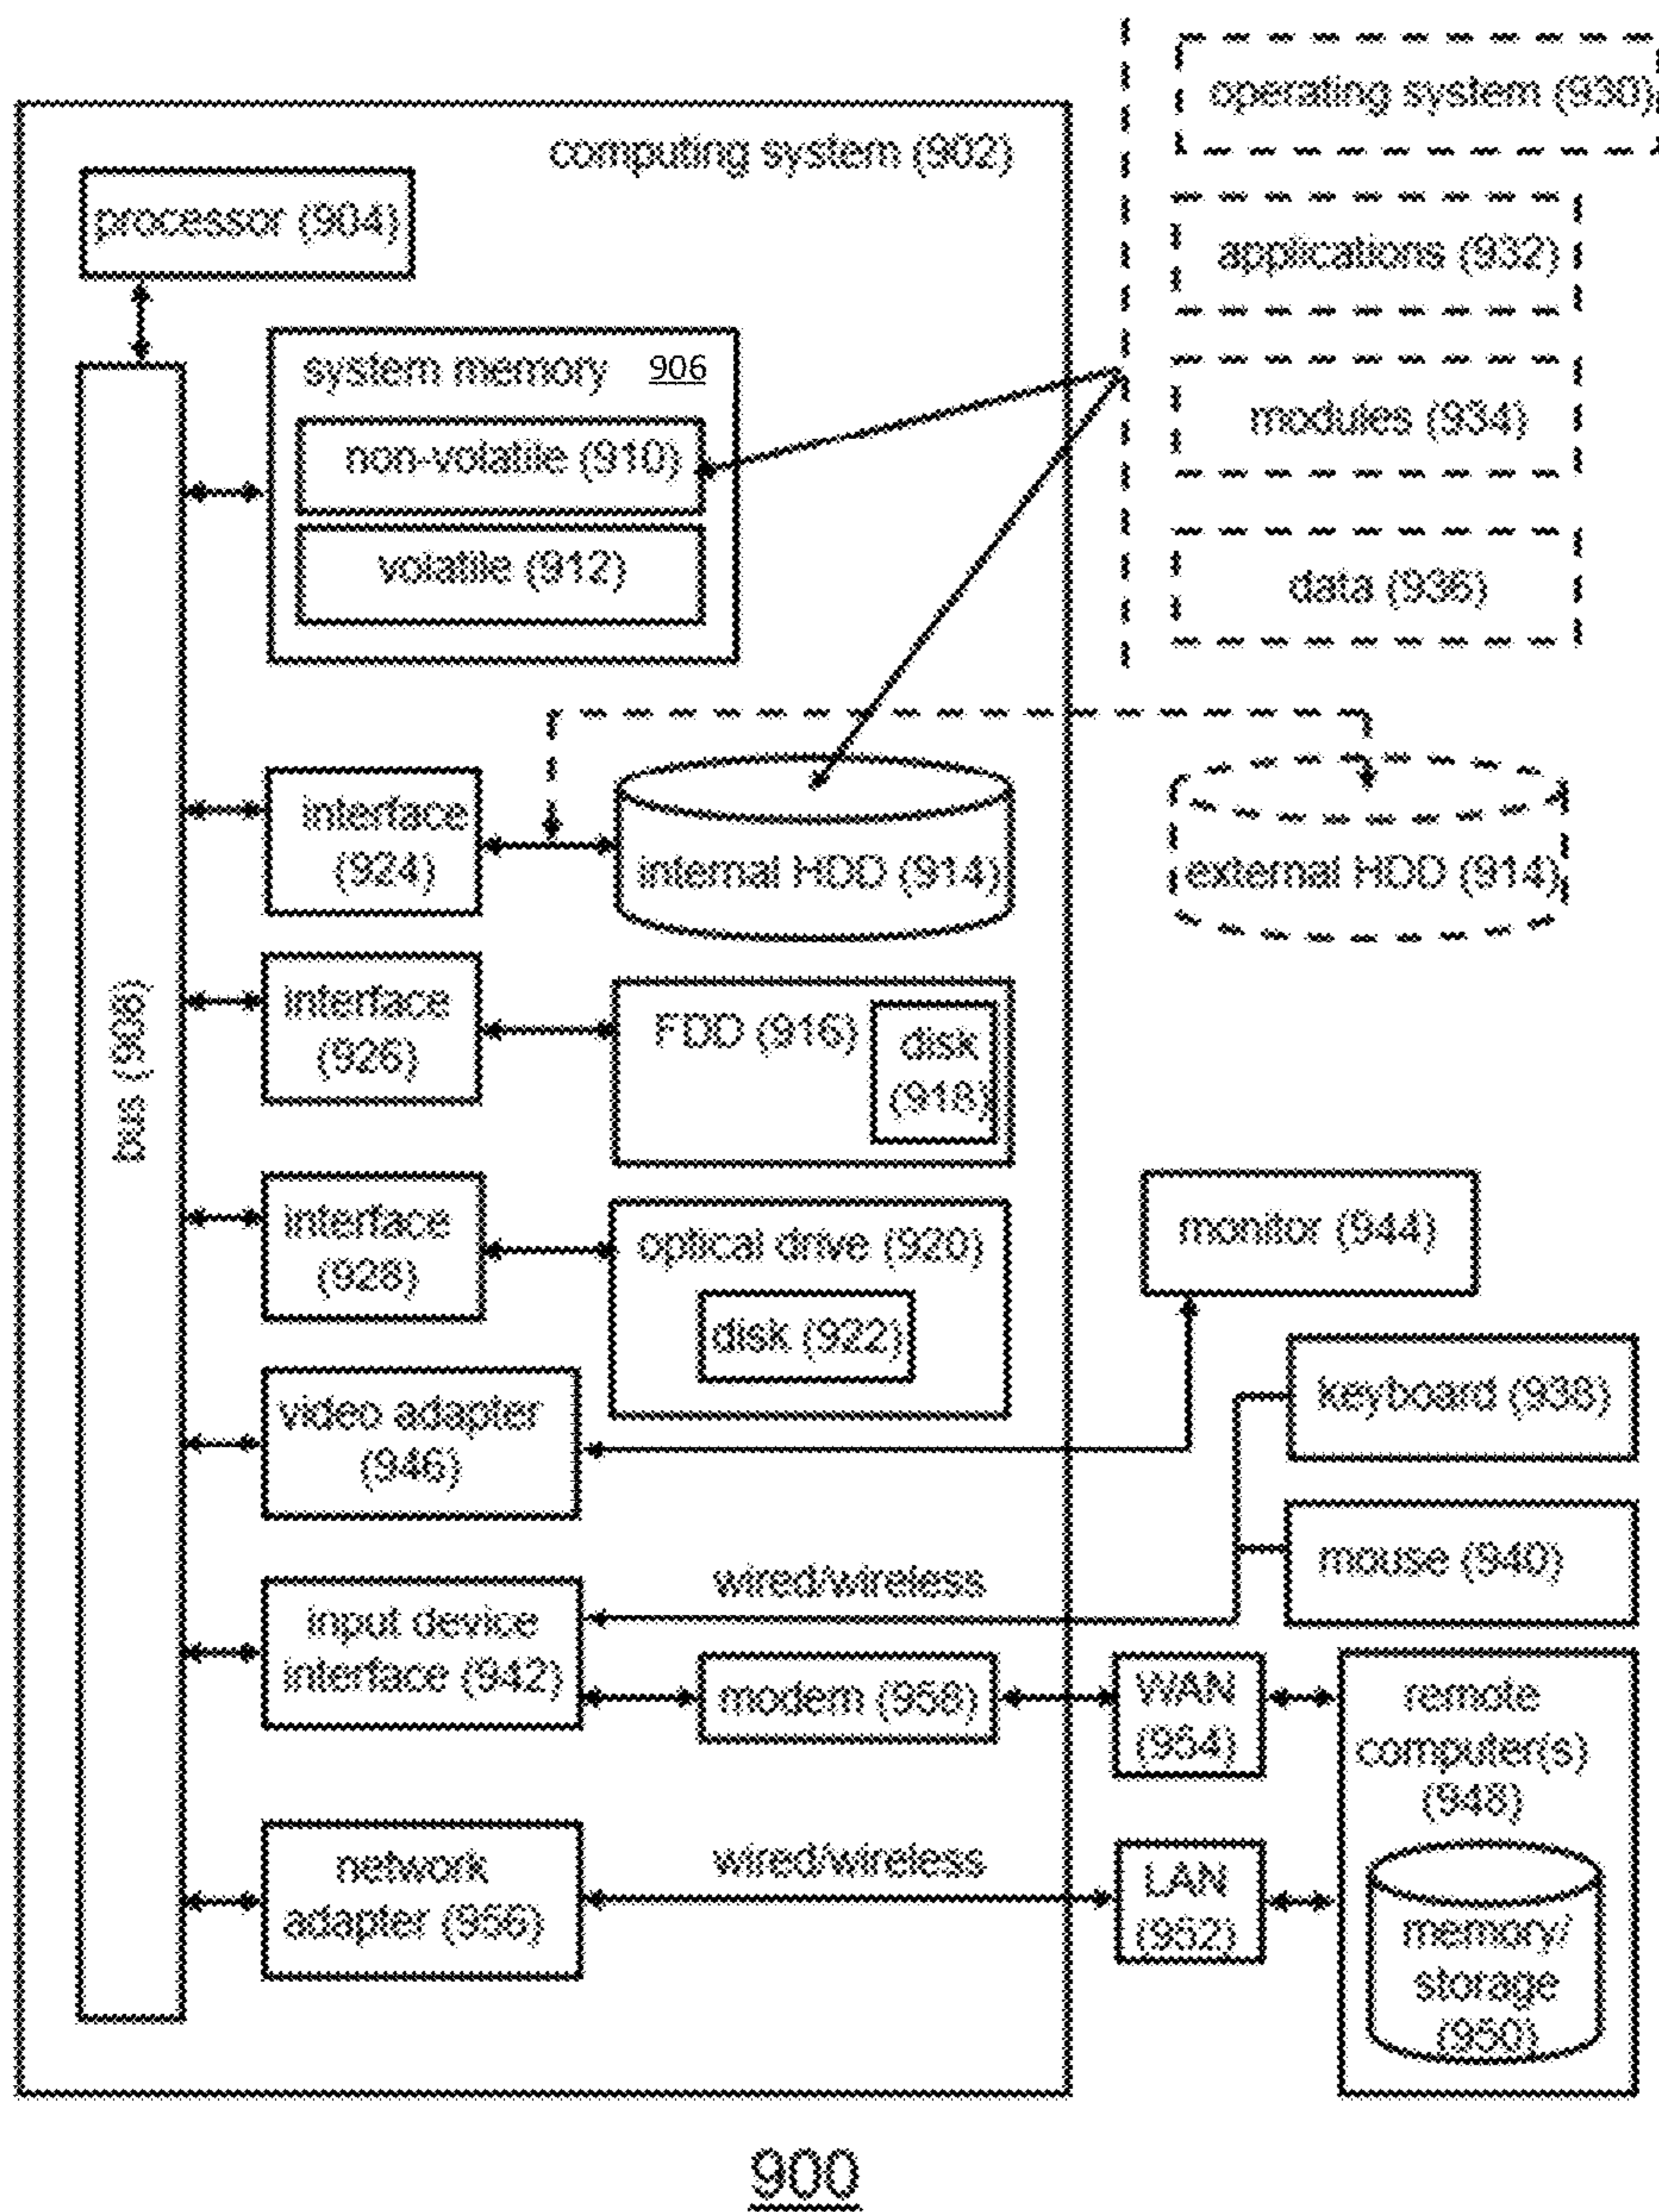 operating system (930)
computing system (902)
processor (904)
applications (932)
system memory 906
modules (934)
non-volatile (910)
volatile (912)
data (936)
interface
(924)
internal HDD (914)
external HDD (914)
bus (908)
interface
(926)
FDD (916)
disk
(918)
interface
(928)
optical drive (920)
disk (922)
monitor (944)
video adapter
(946)
keyboard (938)
mouse (940)
wired/wireless
input device
interface (942)
modem (958)
WAN
(954)
remote
computer(s)
(948)
network
adapter (956)
wired/wireless
LAN
(952)
memory/
storage
(950)
900